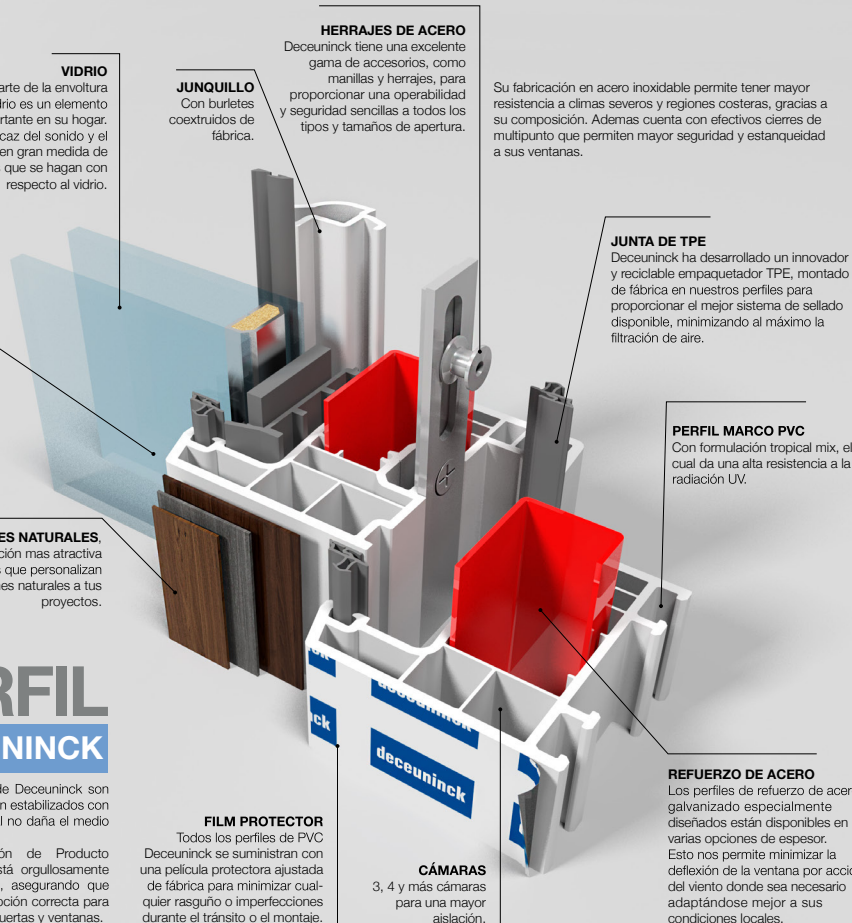 HERRAJES DE ACERO
Deceuninck tiene una excelente
gama de accesorios, como
manillas y herrajes, para
proporcionar una operabilidad
y seguridad sencillas a todos los
tipos y tamaños de apertura.
Su fabricación en acero inoxidable permite tener mayor
resistencia a climas severos y regiones costeras, gracias a
su composición. Ademas cuenta con efectivos cierres de
multipunto que permiten mayor seguridad y estanqueidad
a sus ventanas.
VIDRIO
arte de la envoltura
drio es un elemento
ortante en su hogar.
caz del sonido y el
en gran medida de
que se hagan con
respecto al vidrio.
JUNQUILLO
Con burletes
coextruidos de
fábrica.
JUNTA DE TPE
Deceuninck ha desarrollado un innovador
y reciclable empaquetador TPE, montado
de fábrica en nuestros perfiles para
proporcionar el mejor sistema de sellado
disponible, minimizando al máximo la
filtración de aire.
PERFIL MARCO PVC
Con formulación tropical mix, el
cual da una alta resistencia a la
radiación UV.
ES NATURALES,
ción mas atractiva
s que personalizan
nes naturales a tus
proyectos.
RFIL
NINCK
de Deceuninck son
n estabilizados con
al no daña el medio
ón de Producto
stá orgullosamente
, asegurando que
pción correcta para
uertas y ventanas.
ck
deceuninck
FILM PROTECTOR
Todos los perfiles de PVC
Deceuninck se suministran con
una película protectora ajustada
de fábrica para minimizar cual-
quier rasguño o imperfecciones
durante el tránsito o el montaje.
CÁMARAS
3, 4 y más cámaras
para una mayor
aislación.
REFUERZO DE ACERO
Los perfiles de refuerzo de acer
galvanizado especialmente
diseñados están disponibles en
varias opciones de espesor.
Esto nos permite minimizar la
deflexión de la ventana por acció
del viento donde sea necesario
adaptándose mejor a sus
condiciones locales.